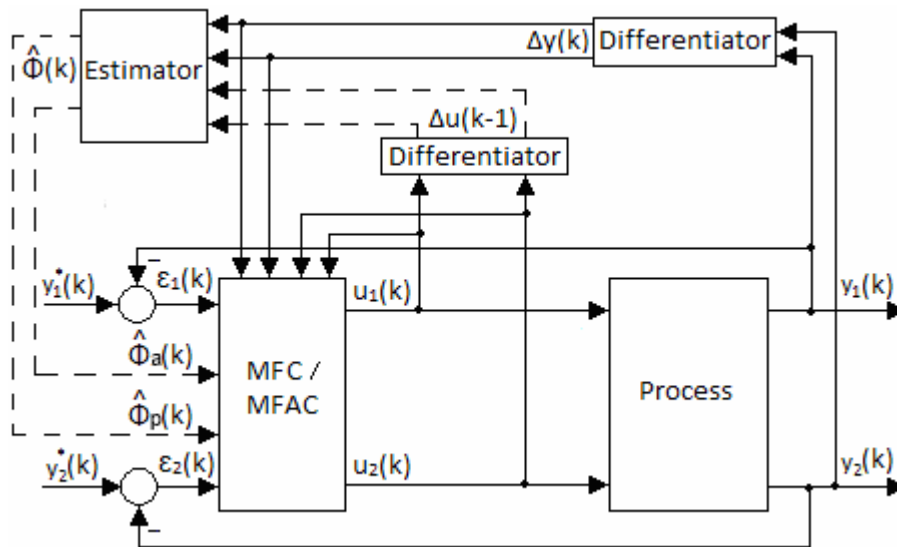 Φ̂(k)
Estimator
Δy(k)
Differentiator
Δu(k-1)
Differentiator
y₁*(k)
−
ε₁(k)
u₁(k)
y₁(k)
Φ̂a(k)
MFC /
MFAC
Process
Φ̂p(k)
y₂*(k)
ε₂(k)
u₂(k)
y₂(k)
−